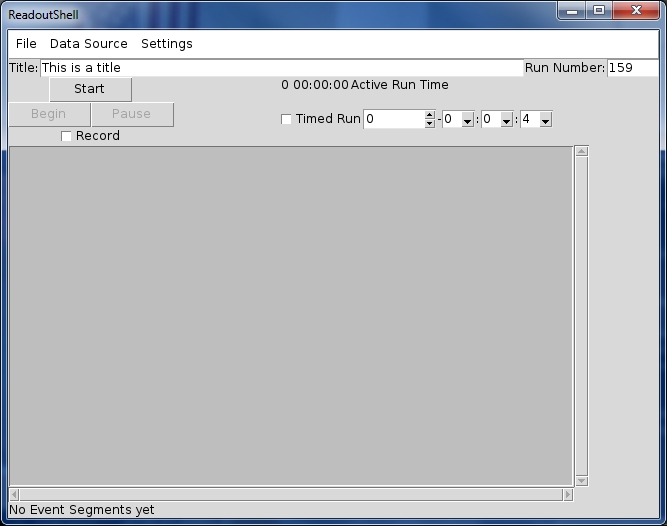 ReadoutShell
File Data Source Settings
Title: This is a title Run Number: 159
Start 0 00:00:00 Active Run Time
Begin Pause Timed Run 0 - 0 : 0 : 4
Record
No Event Segments yet